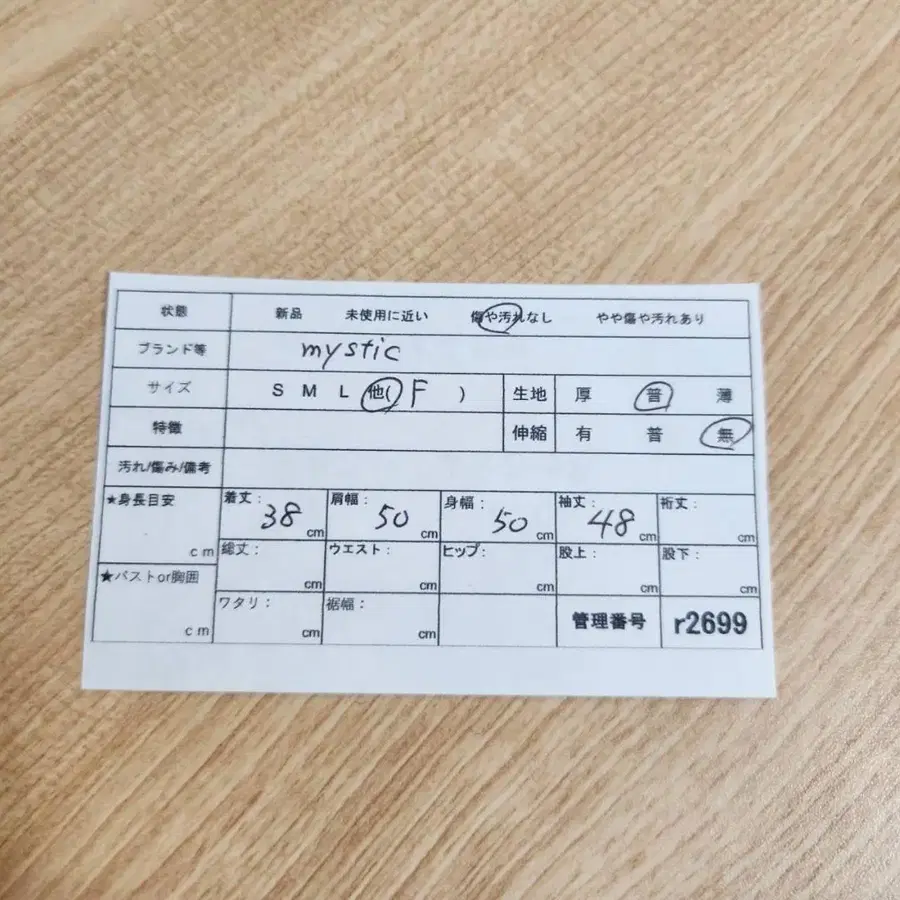 状態 新品 未使用に近い 傷や汚れなし やや傷や汚れあり
ブランド等 mystic
サイズ S M L 他( F ) 生地 厚 普 薄
特徴 伸縮 有 普 無
汚れ/傷み/備考
★身長目安 cm 着丈: 38 cm 肩幅: 50 cm 身幅: 50 cm 袖丈: 48 cm 裄丈: cm
総丈: cm ウエスト: cm ヒップ: cm 股上: cm 股下: cm
★バストor胸囲 cm ワタリ: cm 裾幅: cm 管理番号 r2699